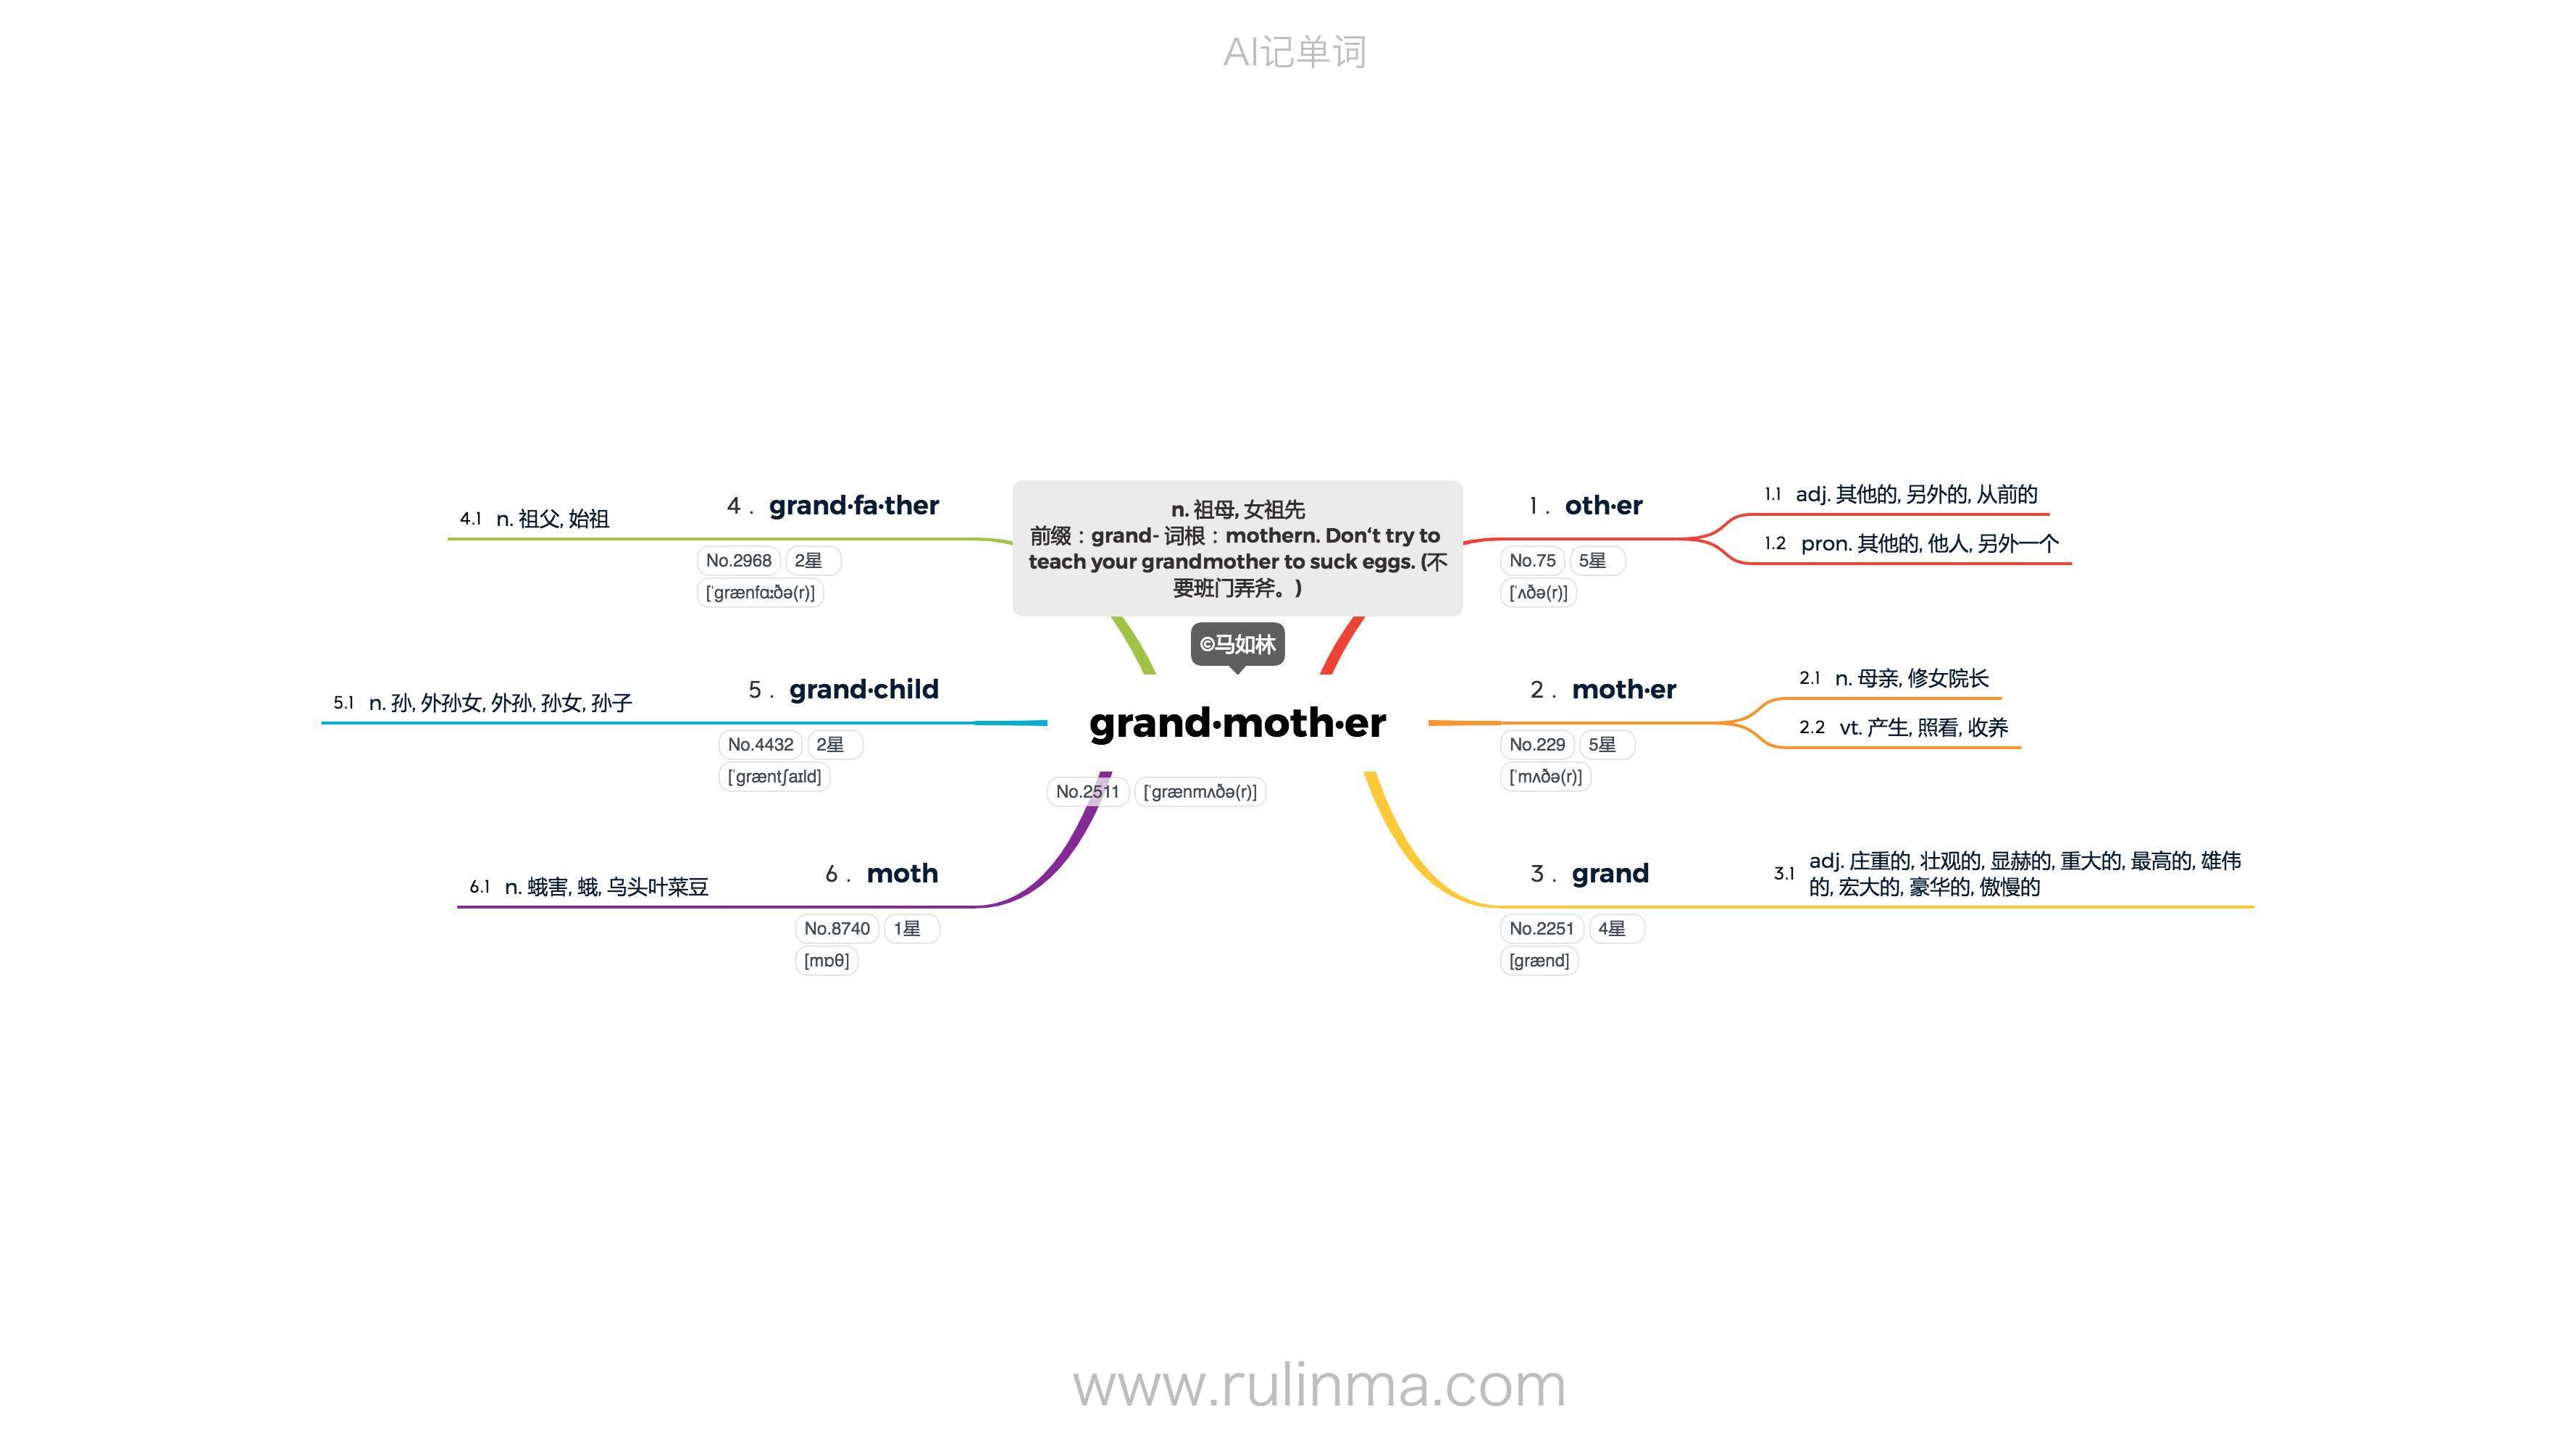 AI记单词
n. 祖母, 女祖先
前缀：grand- 词根：mothern. Don‘t try to
teach your grandmother to suck eggs. (不
要班门弄斧。)
©马如林
grand·moth·er
No.2511 [ˈɡrænmʌðə(r)]
1. oth·er
No.75 5星
[ˈʌðə(r)]
1.1 adj. 其他的, 另外的, 从前的
1.2 pron. 其他的, 他人, 另外一个
2. moth·er
No.229 5星
[ˈmʌðə(r)]
2.1 n. 母亲, 修女院长
2.2 vt. 产生, 照看, 收养
3. grand
No.2251 4星
[ɡrænd]
3.1 adj. 庄重的, 壮观的, 显赫的, 重大的, 最高的, 雄伟
的, 宏大的, 豪华的, 傲慢的
4. grand·fa·ther
No.2968 2星
[ˈɡrænfɑːðə(r)]
4.1 n. 祖父, 始祖
5. grand·child
No.4432 2星
[ˈɡræntʃaɪld]
5.1 n. 孙, 外孙女, 外孙, 孙女, 孙子
6. moth
No.8740 1星
[mɒθ]
6.1 n. 蛾害, 蛾, 乌头叶菜豆
www.rulinma.com